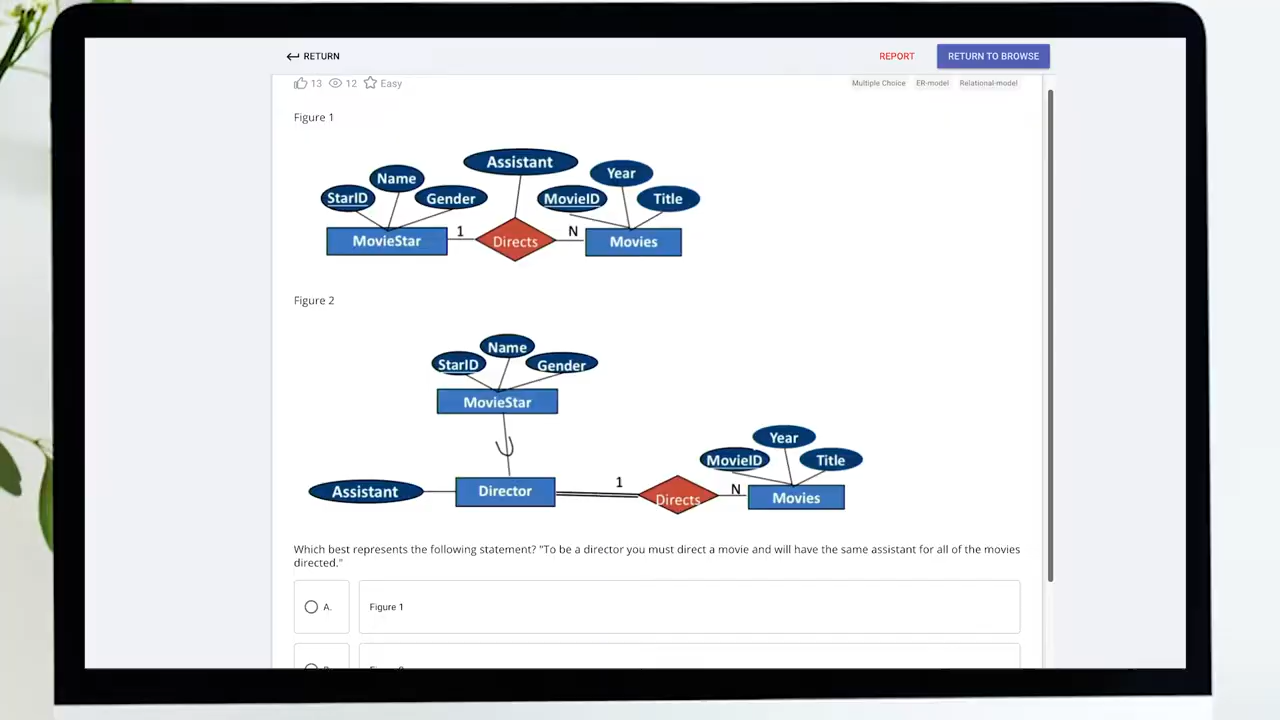 RETURN
REPORT
RETURN TO BROWSE
13 12 Easy
Multiple Choice ER-model Relational-model
Figure 1
Assistant
Year
Name
StarID
Gender
MovieID
Title
MovieStar 1 Directs N Movies
Figure 2
Name
StarID
Gender
MovieStar
Year
MovieID
Title
Assistant
Director
1
Directs
N
Movies
Which best represents the following statement? "To be a director you must direct a movie and will have the same assistant for all of the movies
directed."
A.
Figure 1